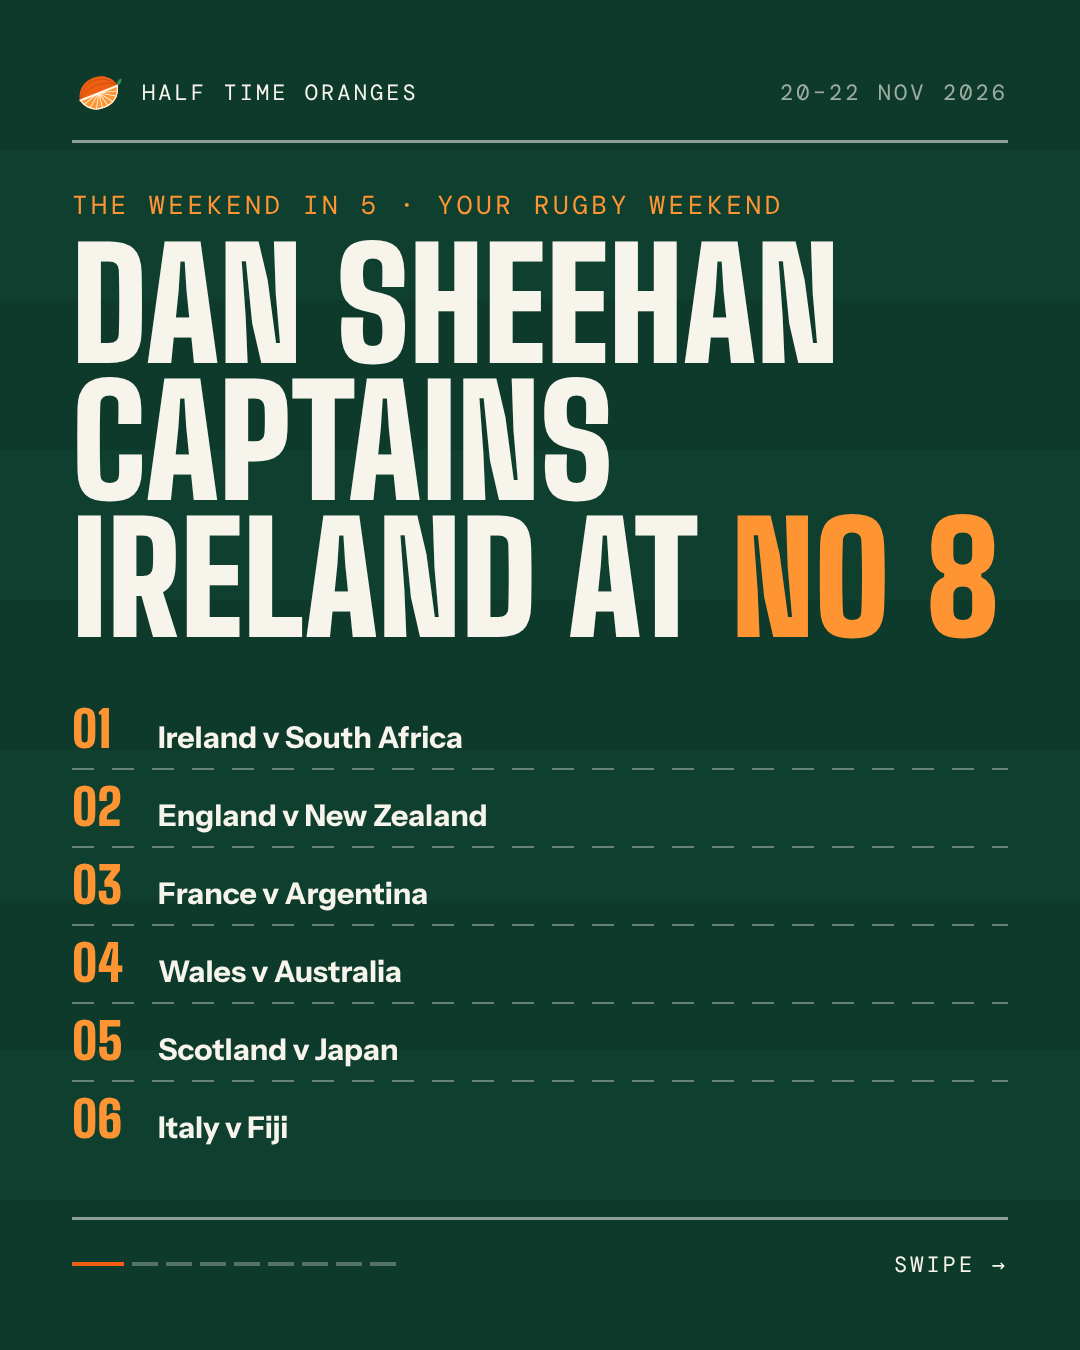 HALF TIME ORANGES
20–22 NOV 2026
THE WEEKEND IN 5 · YOUR RUGBY WEEKEND
DAN SHEEHAN
CAPTAINS
IRELAND AT NO 8
01 Ireland v South Africa
02 England v New Zealand
03 France v Argentina
04 Wales v Australia
05 Scotland v Japan
06 Italy v Fiji
SWIPE →